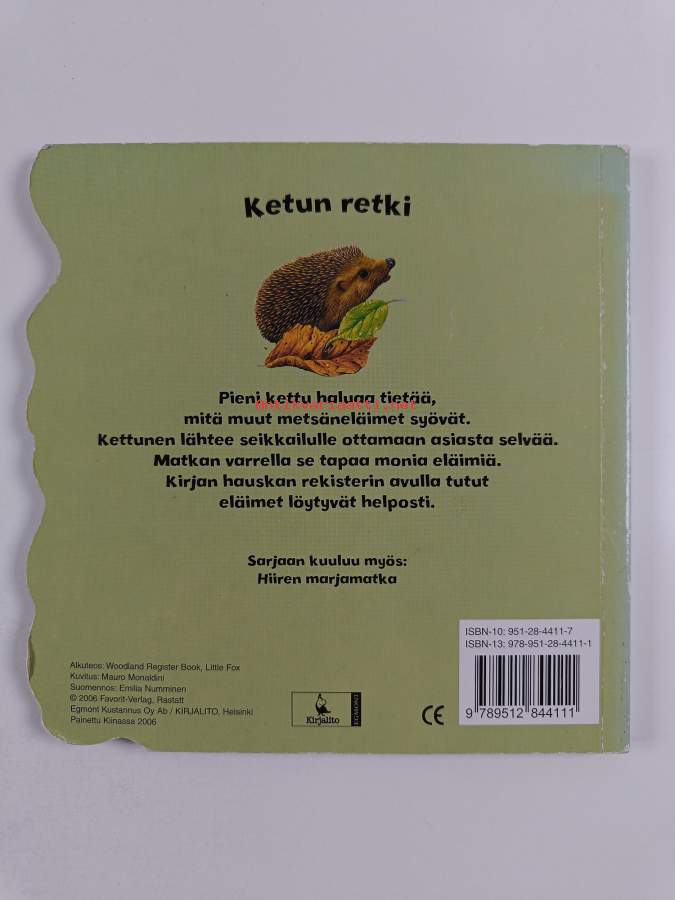 Ketun retki
Pieni kettu haluaa tietää,
antikvariaatti.net
mitä muut metsäneläimet syövät.
Kettunen lähtee seikkailulle ottamaan asiasta selvää.
Matkan varrella se tapaa monia eläimiä.
Kirjan hauskan rekisterin avulla tutut
eläimet löytyvät helposti.
Sarjaan kuuluu myös:
Hiiren marjamatka
Alkuteos: Woodland Register Book, Little Fox
Kuvitus: Mauro Monaldini
Suomennos: Emilia Numminen
© 2006 Favorit-Verlag, Rastatt
Egmont Kustannus Oy Ab / KIRJALITO, Helsinki
Painettu Kiinassa 2006
Kirjalito
EGMONT
CE
ISBN-10: 951-28-4411-7
ISBN-13: 978-951-28-4411-1
9 789512 844111